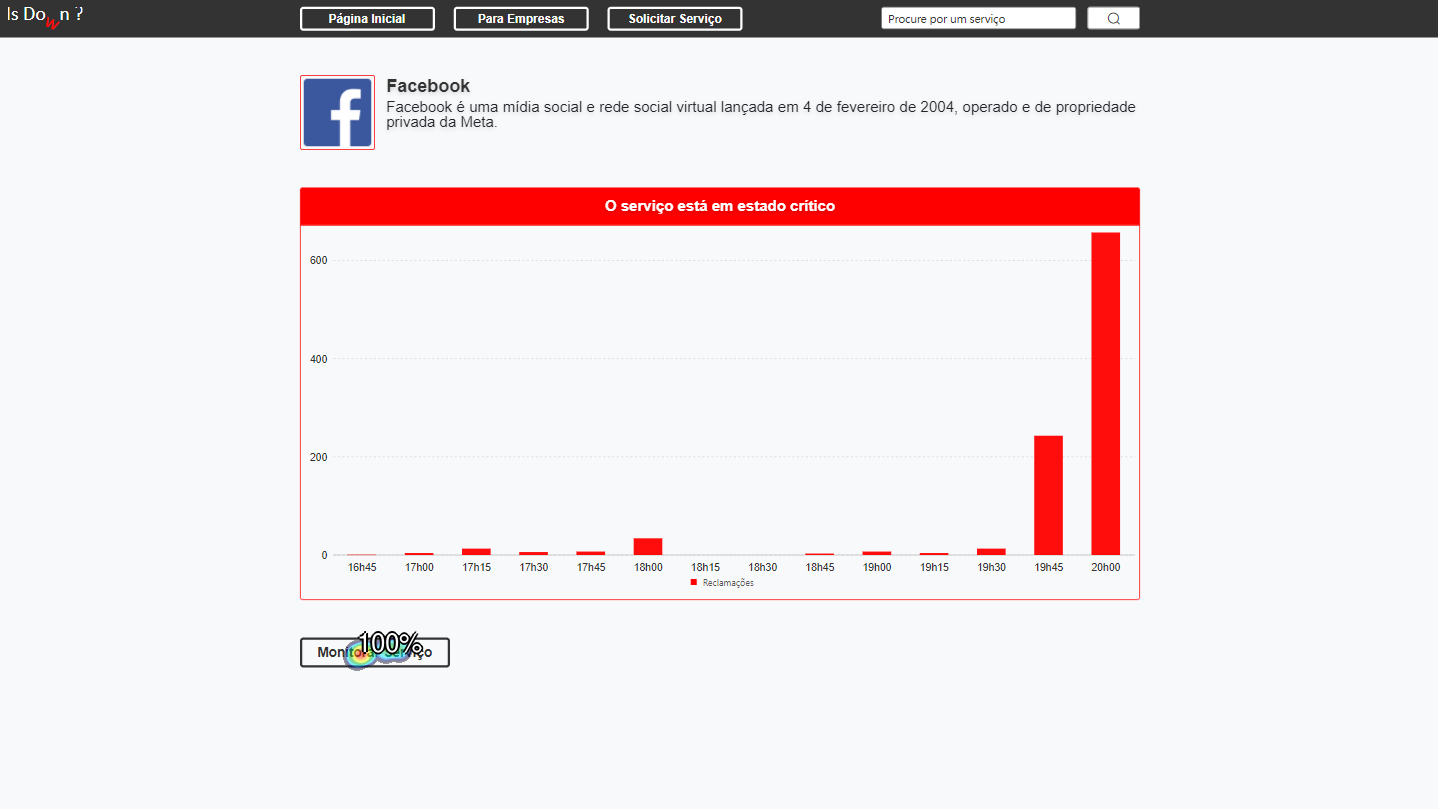 Is Down ?
Página Inicial
Para Empresas
Solicitar Serviço
Procure por um serviço
Facebook
Facebook é uma mídia social e rede social virtual lançada em 4 de fevereiro de 2004, operado e de propriedade
privada da Meta.
O serviço está em estado crítico
600
400
200
0
16h45 17h00 17h15 17h30 17h45 18h00 18h15 18h30 18h45 19h00 19h15 19h30 19h45 20h00
Reclamações
100%
Monitorar Serviço